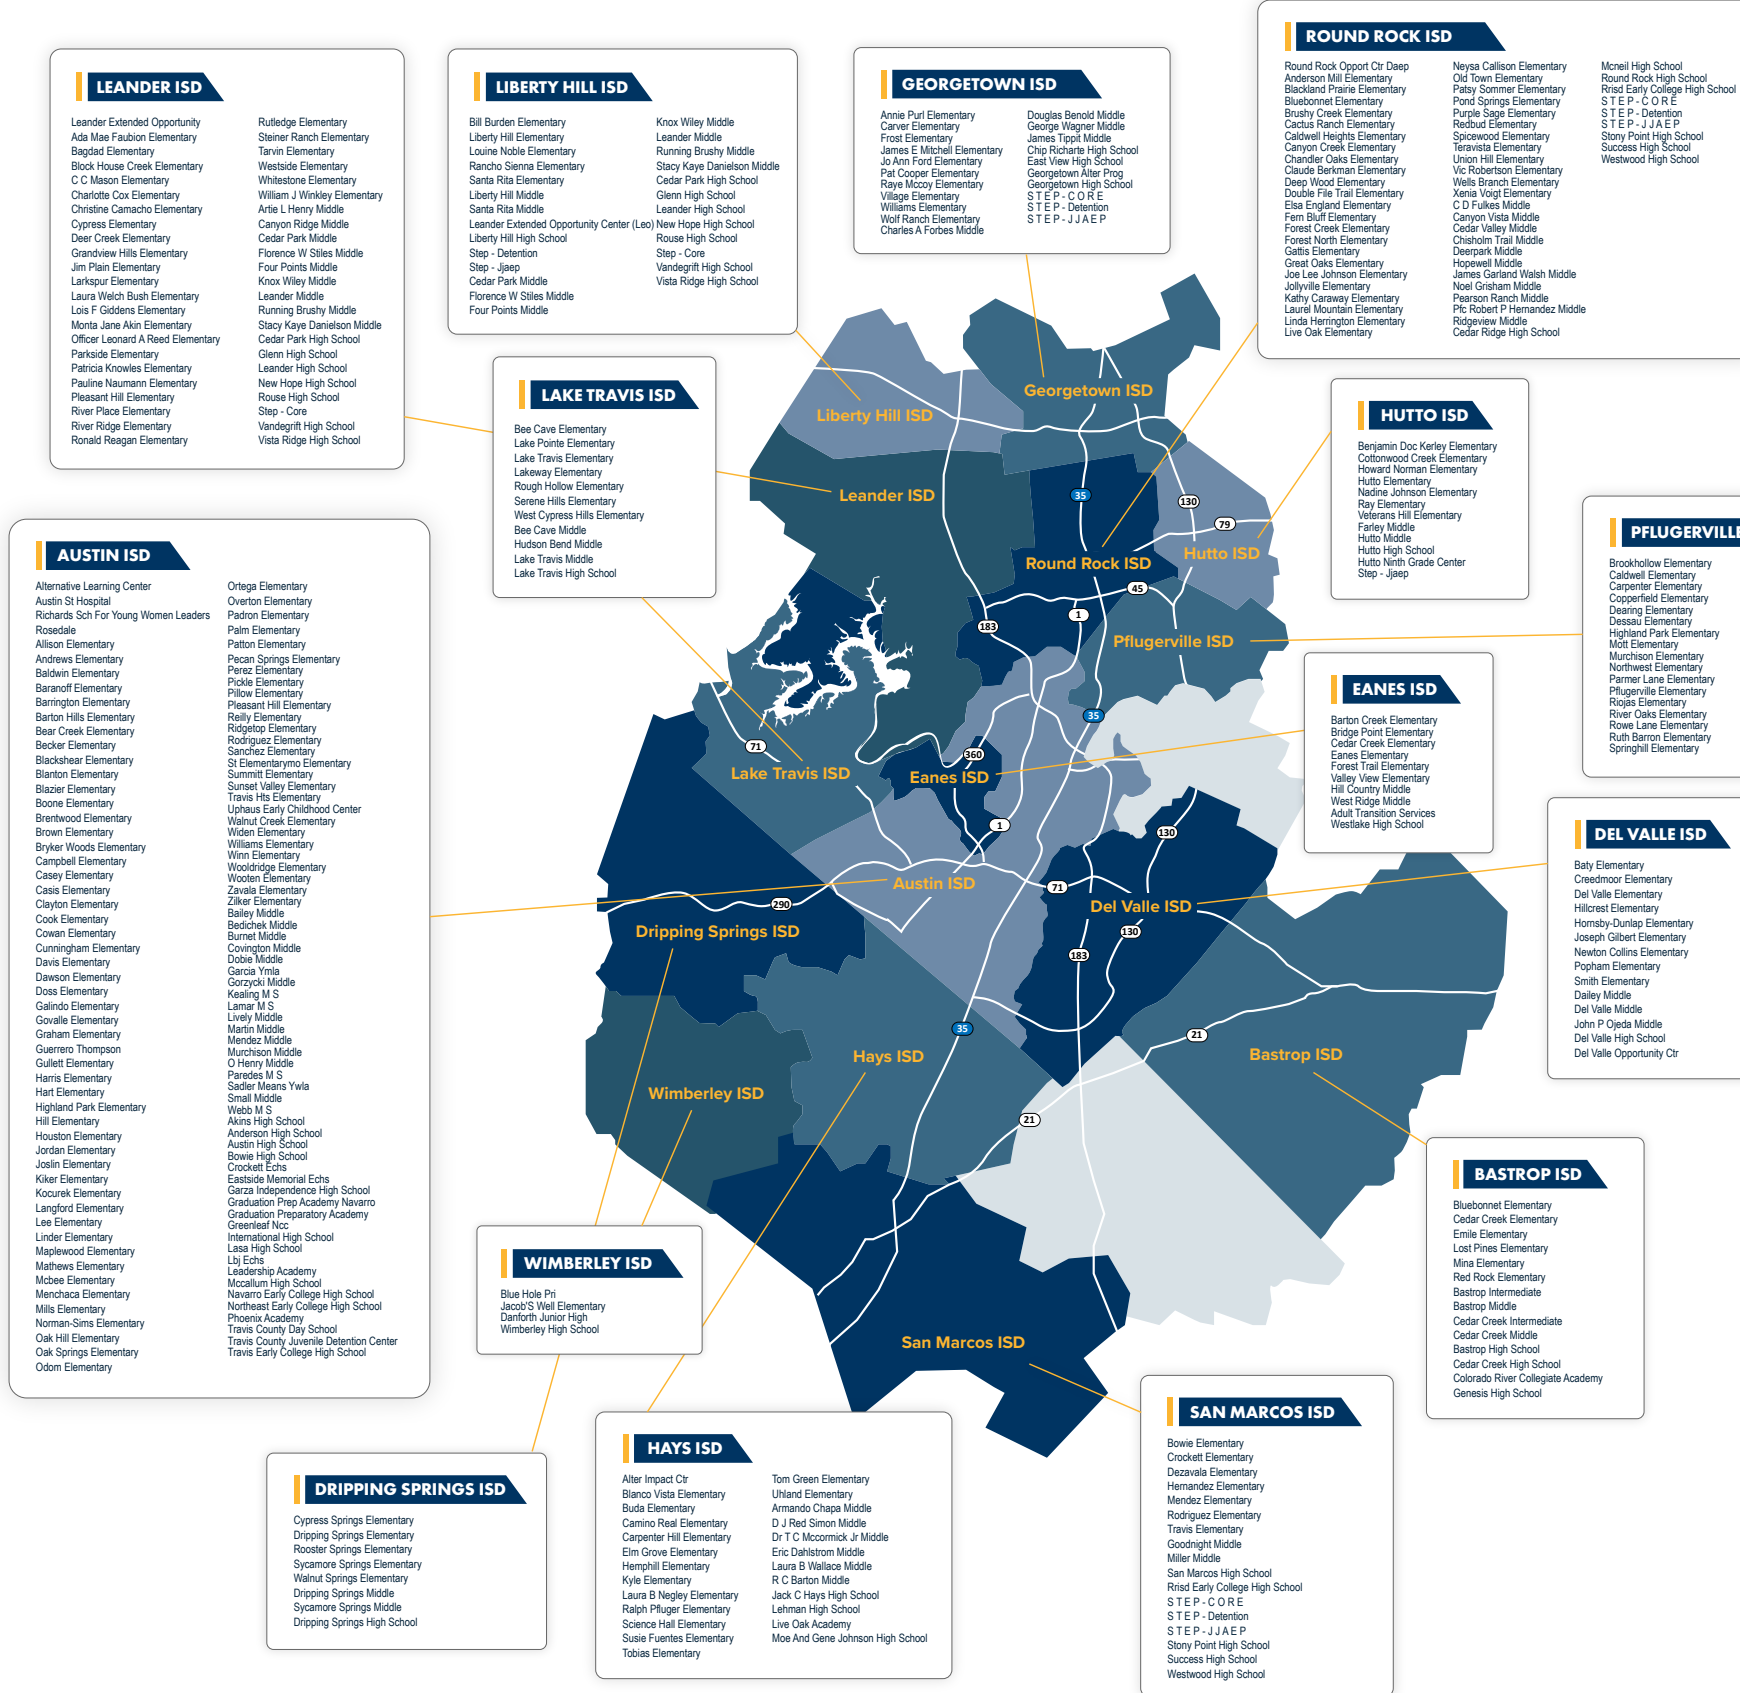 LEANDER ISD
Leander Extended Opportunity
Ada Mae Faubion Elementary
Bagdad Elementary
Block House Creek Elementary
C C Mason Elementary
Charlotte Cox Elementary
Christine Camacho Elementary
Cypress Elementary
Deer Creek Elementary
Grandview Hills Elementary
Jim Plain Elementary
Larkspur Elementary
Laura Welch Bush Elementary
Lois F Giddens Elementary
Monta Jane Akin Elementary
Officer Leonard A Reed Elementary
Parkside Elementary
Patricia Knowles Elementary
Pauline Naumann Elementary
Pleasant Hill Elementary
River Place Elementary
River Ridge Elementary
Ronald Reagan Elementary
Rutledge Elementary
Steiner Ranch Elementary
Tarvin Elementary
Westside Elementary
Whitestone Elementary
William J Winkley Elementary
Artie L Henry Middle
Canyon Ridge Middle
Cedar Park Middle
Florence W Stiles Middle
Four Points Middle
Knox Wiley Middle
Leander Middle
Running Brushy Middle
Stacy Kaye Danielson Middle
Cedar Park High School
Glenn High School
Leander High School
New Hope High School
Rouse High School
Step - Core
Vandegrift High School
Vista Ridge High School
LIBERTY HILL ISD
Bill Burden Elementary
Liberty Hill Elementary
Louine Noble Elementary
Rancho Sienna Elementary
Santa Rita Elementary
Liberty Hill Middle
Santa Rita Middle
Leander Extended Opportunity Center (Leo)
Liberty Hill High School
Step - Detention
Step - Jjaep
Cedar Park Middle
Florence W Stiles Middle
Four Points Middle
Knox Wiley Middle
Leander Middle
Running Brushy Middle
Stacy Kaye Danielson Middle
Cedar Park High School
Glenn High School
Leander High School
New Hope High School
Rouse High School
Step - Core
Vandegrift High School
Vista Ridge High School
GEORGETOWN ISD
Annie Purl Elementary
Carver Elementary
Frost Elementary
James E Mitchell Elementary
Jo Ann Ford Elementary
Pat Cooper Elementary
Raye Mccoy Elementary
Village Elementary
Williams Elementary
Wolf Ranch Elementary
Charles A Forbes Middle
Douglas Benold Middle
George Wagner Middle
James Tippit Middle
Chip Richarte High School
East View High School
Georgetown Alter Prog
Georgetown High School
S T E P - C O R E
S T E P - Detention
S T E P - J J A E P
ROUND ROCK ISD
Round Rock Opport Ctr Daep
Anderson Mill Elementary
Blackland Prairie Elementary
Bluebonnet Elementary
Brushy Creek Elementary
Cactus Ranch Elementary
Caldwell Heights Elementary
Canyon Creek Elementary
Chandler Oaks Elementary
Claude Berkman Elementary
Deep Wood Elementary
Double File Trail Elementary
Elsa England Elementary
Fern Bluff Elementary
Forest Creek Elementary
Forest North Elementary
Gattis Elementary
Great Oaks Elementary
Joe Lee Johnson Elementary
Jollyville Elementary
Kathy Caraway Elementary
Laurel Mountain Elementary
Linda Herrington Elementary
Live Oak Elementary
Neysa Callison Elementary
Old Town Elementary
Patsy Sommer Elementary
Pond Springs Elementary
Purple Sage Elementary
Redbud Elementary
Spicewood Elementary
Teravista Elementary
Union Hill Elementary
Vic Robertson Elementary
Wells Branch Elementary
Xenia Voigt Elementary
C D Fulkes Middle
Canyon Vista Middle
Cedar Valley Middle
Chisholm Trail Middle
Deerpark Middle
Hopewell Middle
James Garland Walsh Middle
Noel Grisham Middle
Pearson Ranch Middle
Pfc Robert P Hernandez Middle
Ridgeview Middle
Cedar Ridge High School
Mcneil High School
Round Rock High School
Rrisd Early College High School
S T E P - C O R E
S T E P - Detention
S T E P - J J A E P
Stony Point High School
Success High School
Westwood High School
LAKE TRAVIS ISD
Bee Cave Elementary
Lake Pointe Elementary
Lake Travis Elementary
Lakeway Elementary
Rough Hollow Elementary
Serene Hills Elementary
West Cypress Hills Elementary
Bee Cave Middle
Hudson Bend Middle
Lake Travis Middle
Lake Travis High School
HUTTO ISD
Benjamin Doc Kerley Elementary
Cottonwood Creek Elementary
Howard Norman Elementary
Hutto Elementary
Nadine Johnson Elementary
Ray Elementary
Veterans Hill Elementary
Farley Middle
Hutto Middle
Hutto High School
Hutto Ninth Grade Center
Step - Jjaep
AUSTIN ISD
Alternative Learning Center
Austin St Hospital
Richards Sch For Young Women Leaders
Rosedale
Allison Elementary
Andrews Elementary
Baldwin Elementary
Baranoff Elementary
Barrington Elementary
Barton Hills Elementary
Bear Creek Elementary
Becker Elementary
Blackshear Elementary
Blanton Elementary
Blazier Elementary
Boone Elementary
Brentwood Elementary
Brown Elementary
Bryker Woods Elementary
Campbell Elementary
Casey Elementary
Casis Elementary
Clayton Elementary
Cook Elementary
Cowan Elementary
Cunningham Elementary
Davis Elementary
Dawson Elementary
Doss Elementary
Galindo Elementary
Govalle Elementary
Graham Elementary
Guerrero Thompson
Gullett Elementary
Harris Elementary
Hart Elementary
Highland Park Elementary
Hill Elementary
Houston Elementary
Jordan Elementary
Joslin Elementary
Kiker Elementary
Kocurek Elementary
Langford Elementary
Lee Elementary
Linder Elementary
Maplewood Elementary
Mathews Elementary
Mcbee Elementary
Menchaca Elementary
Mills Elementary
Norman-Sims Elementary
Oak Hill Elementary
Oak Springs Elementary
Odom Elementary
Ortega Elementary
Overton Elementary
Padron Elementary
Palm Elementary
Patton Elementary
Pecan Springs Elementary
Perez Elementary
Pickle Elementary
Pillow Elementary
Pleasant Hill Elementary
Reilly Elementary
Ridgetop Elementary
Rodriguez Elementary
Sanchez Elementary
St Elementarymo Elementary
Summitt Elementary
Sunset Valley Elementary
Travis Hts Elementary
Uphaus Early Childhood Center
Walnut Creek Elementary
Widen Elementary
Williams Elementary
Winn Elementary
Wooldridge Elementary
Wooten Elementary
Zavala Elementary
Zilker Elementary
Bailey Middle
Bedichek Middle
Burnet Middle
Covington Middle
Dobie Middle
Garcia Ymla
Gorzycki Middle
Kealing M S
Lamar M S
Lively Middle
Martin Middle
Mendez Middle
Murchison Middle
O Henry Middle
Paredes M S
Sadler Means Ywla
Small Middle
Webb M S
Akins High School
Anderson High School
Austin High School
Bowie High School
Crockett Echs
Eastside Memorial Echs
Garza Independence High School
Graduation Prep Academy Navarro
Graduation Preparatory Academy
Greenleaf Ncc
International High School
Lasa High School
Lbj Echs
Leadership Academy
Mccallum High School
Navarro Early College High School
Northeast Early College High School
Phoenix Academy
Travis County Day School
Travis County Juvenile Detention Center
Travis Early College High School
PFLUGERVILLE
Brookhollow Elementary
Caldwell Elementary
Carpenter Elementary
Copperfield Elementary
Dearing Elementary
Dessau Elementary
Highland Park Elementary
Mott Elementary
Murchison Elementary
Northwest Elementary
Parmer Lane Elementary
Pflugerville Elementary
Riojas Elementary
River Oaks Elementary
Rowe Lane Elementary
Ruth Barron Elementary
Springhill Elementary
EANES ISD
Barton Creek Elementary
Bridge Point Elementary
Cedar Creek Elementary
Eanes Elementary
Forest Trail Elementary
Valley View Elementary
Hill Country Middle
West Ridge Middle
Adult Transition Services
Westlake High School
DEL VALLE ISD
Baty Elementary
Creedmoor Elementary
Del Valle Elementary
Hillcrest Elementary
Hornsby-Dunlap Elementary
Joseph Gilbert Elementary
Newton Collins Elementary
Popham Elementary
Smith Elementary
Dailey Middle
Del Valle Middle
John P Ojeda Middle
Del Valle High School
Del Valle Opportunity Ctr
Georgetown ISD
Liberty Hill ISD
Leander ISD
35
130
79
Hutto ISD
Round Rock ISD
45
1
183
Pflugerville ISD
35
71
360
Lake Travis ISD
Eanes ISD
1
130
Austin ISD
71
290
Del Valle ISD
Dripping Springs ISD
130
183
35
21
Hays ISD
Bastrop ISD
Wimberley ISD
21
San Marcos ISD
BASTROP ISD
Bluebonnet Elementary
Cedar Creek Elementary
Emile Elementary
Lost Pines Elementary
Mina Elementary
Red Rock Elementary
Bastrop Intermediate
Bastrop Middle
Cedar Creek Intermediate
Cedar Creek Middle
Bastrop High School
Cedar Creek High School
Colorado River Collegiate Academy
Genesis High School
WIMBERLEY ISD
Blue Hole Pri
Jacob'S Well Elementary
Danforth Junior High
Wimberley High School
DRIPPING SPRINGS ISD
Cypress Springs Elementary
Dripping Springs Elementary
Rooster Springs Elementary
Sycamore Springs Elementary
Walnut Springs Elementary
Dripping Springs Middle
Sycamore Springs Middle
Dripping Springs High School
HAYS ISD
Alter Impact Ctr
Blanco Vista Elementary
Buda Elementary
Camino Real Elementary
Carpenter Hill Elementary
Elm Grove Elementary
Hemphill Elementary
Kyle Elementary
Laura B Negley Elementary
Ralph Pfluger Elementary
Science Hall Elementary
Susie Fuentes Elementary
Tobias Elementary
Tom Green Elementary
Uhland Elementary
Armando Chapa Middle
D J Red Simon Middle
Dr T C Mccormick Jr Middle
Eric Dahlstrom Middle
Laura B Wallace Middle
R C Barton Middle
Jack C Hays High School
Lehman High School
Live Oak Academy
Moe And Gene Johnson High School
SAN MARCOS ISD
Bowie Elementary
Crockett Elementary
Dezavala Elementary
Hernandez Elementary
Mendez Elementary
Rodriguez Elementary
Travis Elementary
Goodnight Middle
Miller Middle
San Marcos High School
Rrisd Early College High School
S T E P - C O R E
S T E P - Detention
S T E P - J J A E P
Stony Point High School
Success High School
Westwood High School